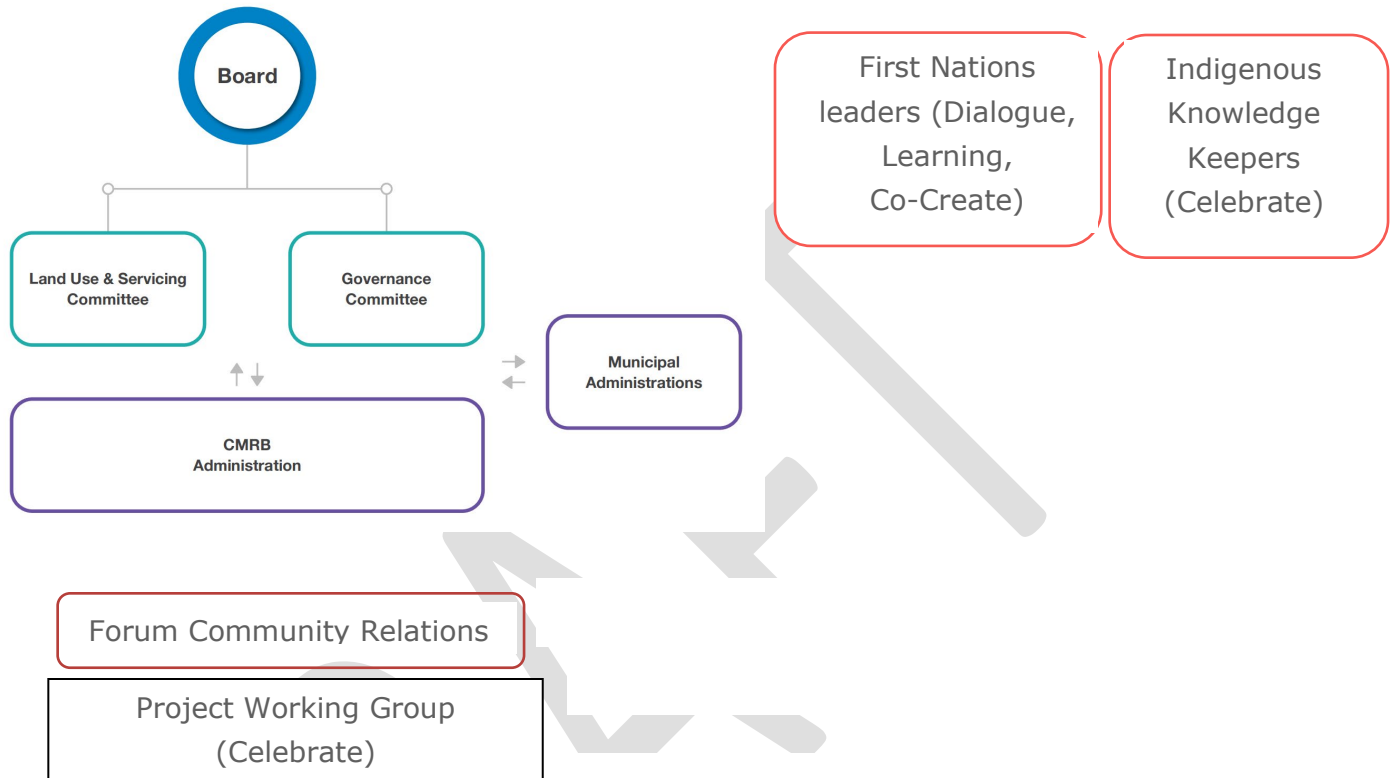 Board
First Nations
leaders (Dialogue,
Learning,
Co-Create)
Indigenous
Knowledge
Keepers
(Celebrate)
Land Use & Servicing
Committee
Governance
Committee
Municipal
Administrations
CMRB
Administration
Forum Community Relations
Project Working Group
(Celebrate)